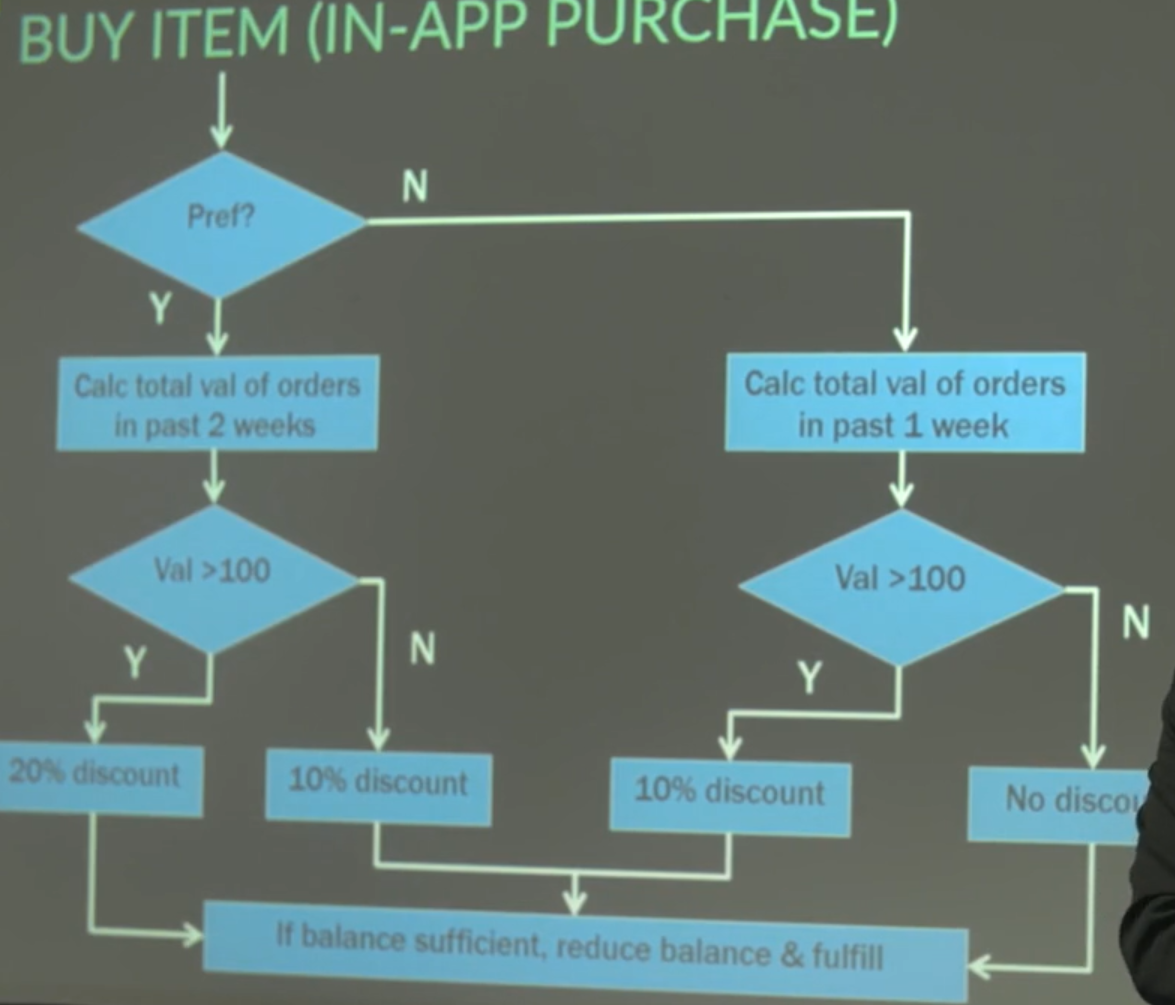 BUY ITEM (IN-APP PURCHASE)
N
Pref?
Y
Calc total val of orders
in past 2 weeks
Calc total val of orders
in past 1 week
Val >100
Val >100
N
Y
N
Y
20% discount
10% discount
10% discount
No
If balance sufficient, reduce balance & fulfill